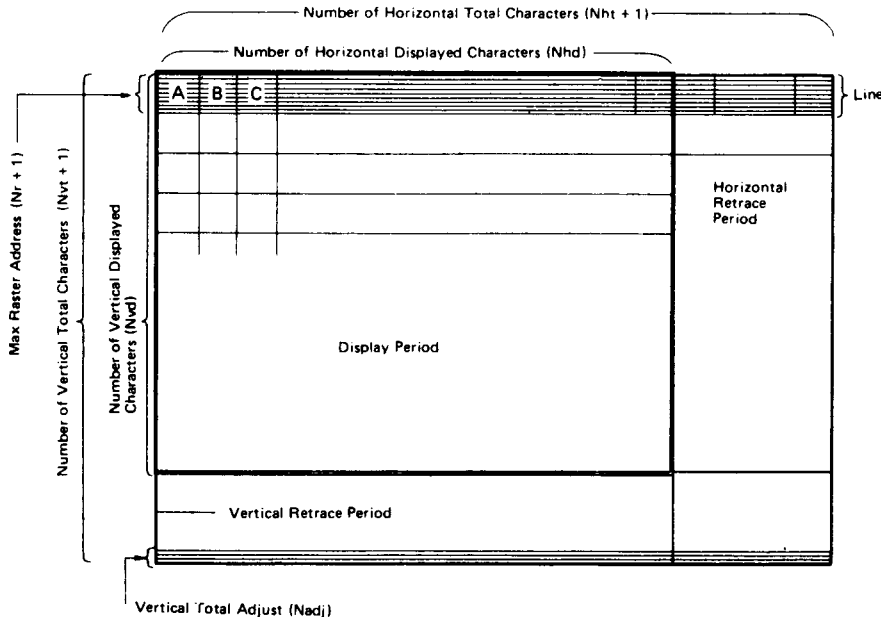 Number of Horizontal Total Characters (Nht + 1)
Number of Horizontal Displayed Characters (Nhd)
A B C
Line
Max Raster Address (Nr + 1)
Number of Vertical Total Characters (Nvt + 1)
Number of Vertical Displayed
Characters (Nvd)
Horizontal
Retrace
Period
Display Period
Vertical Retrace Period
Vertical Total Adjust (Nadj)